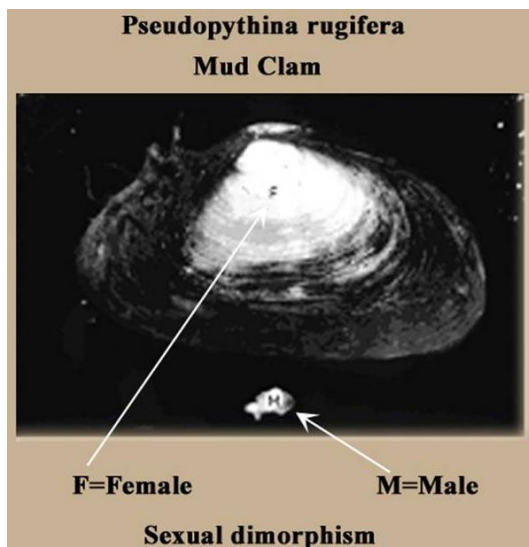 Pseudopythina rugifera
Mud Clam
F
M
F=Female M=Male
Sexual dimorphism